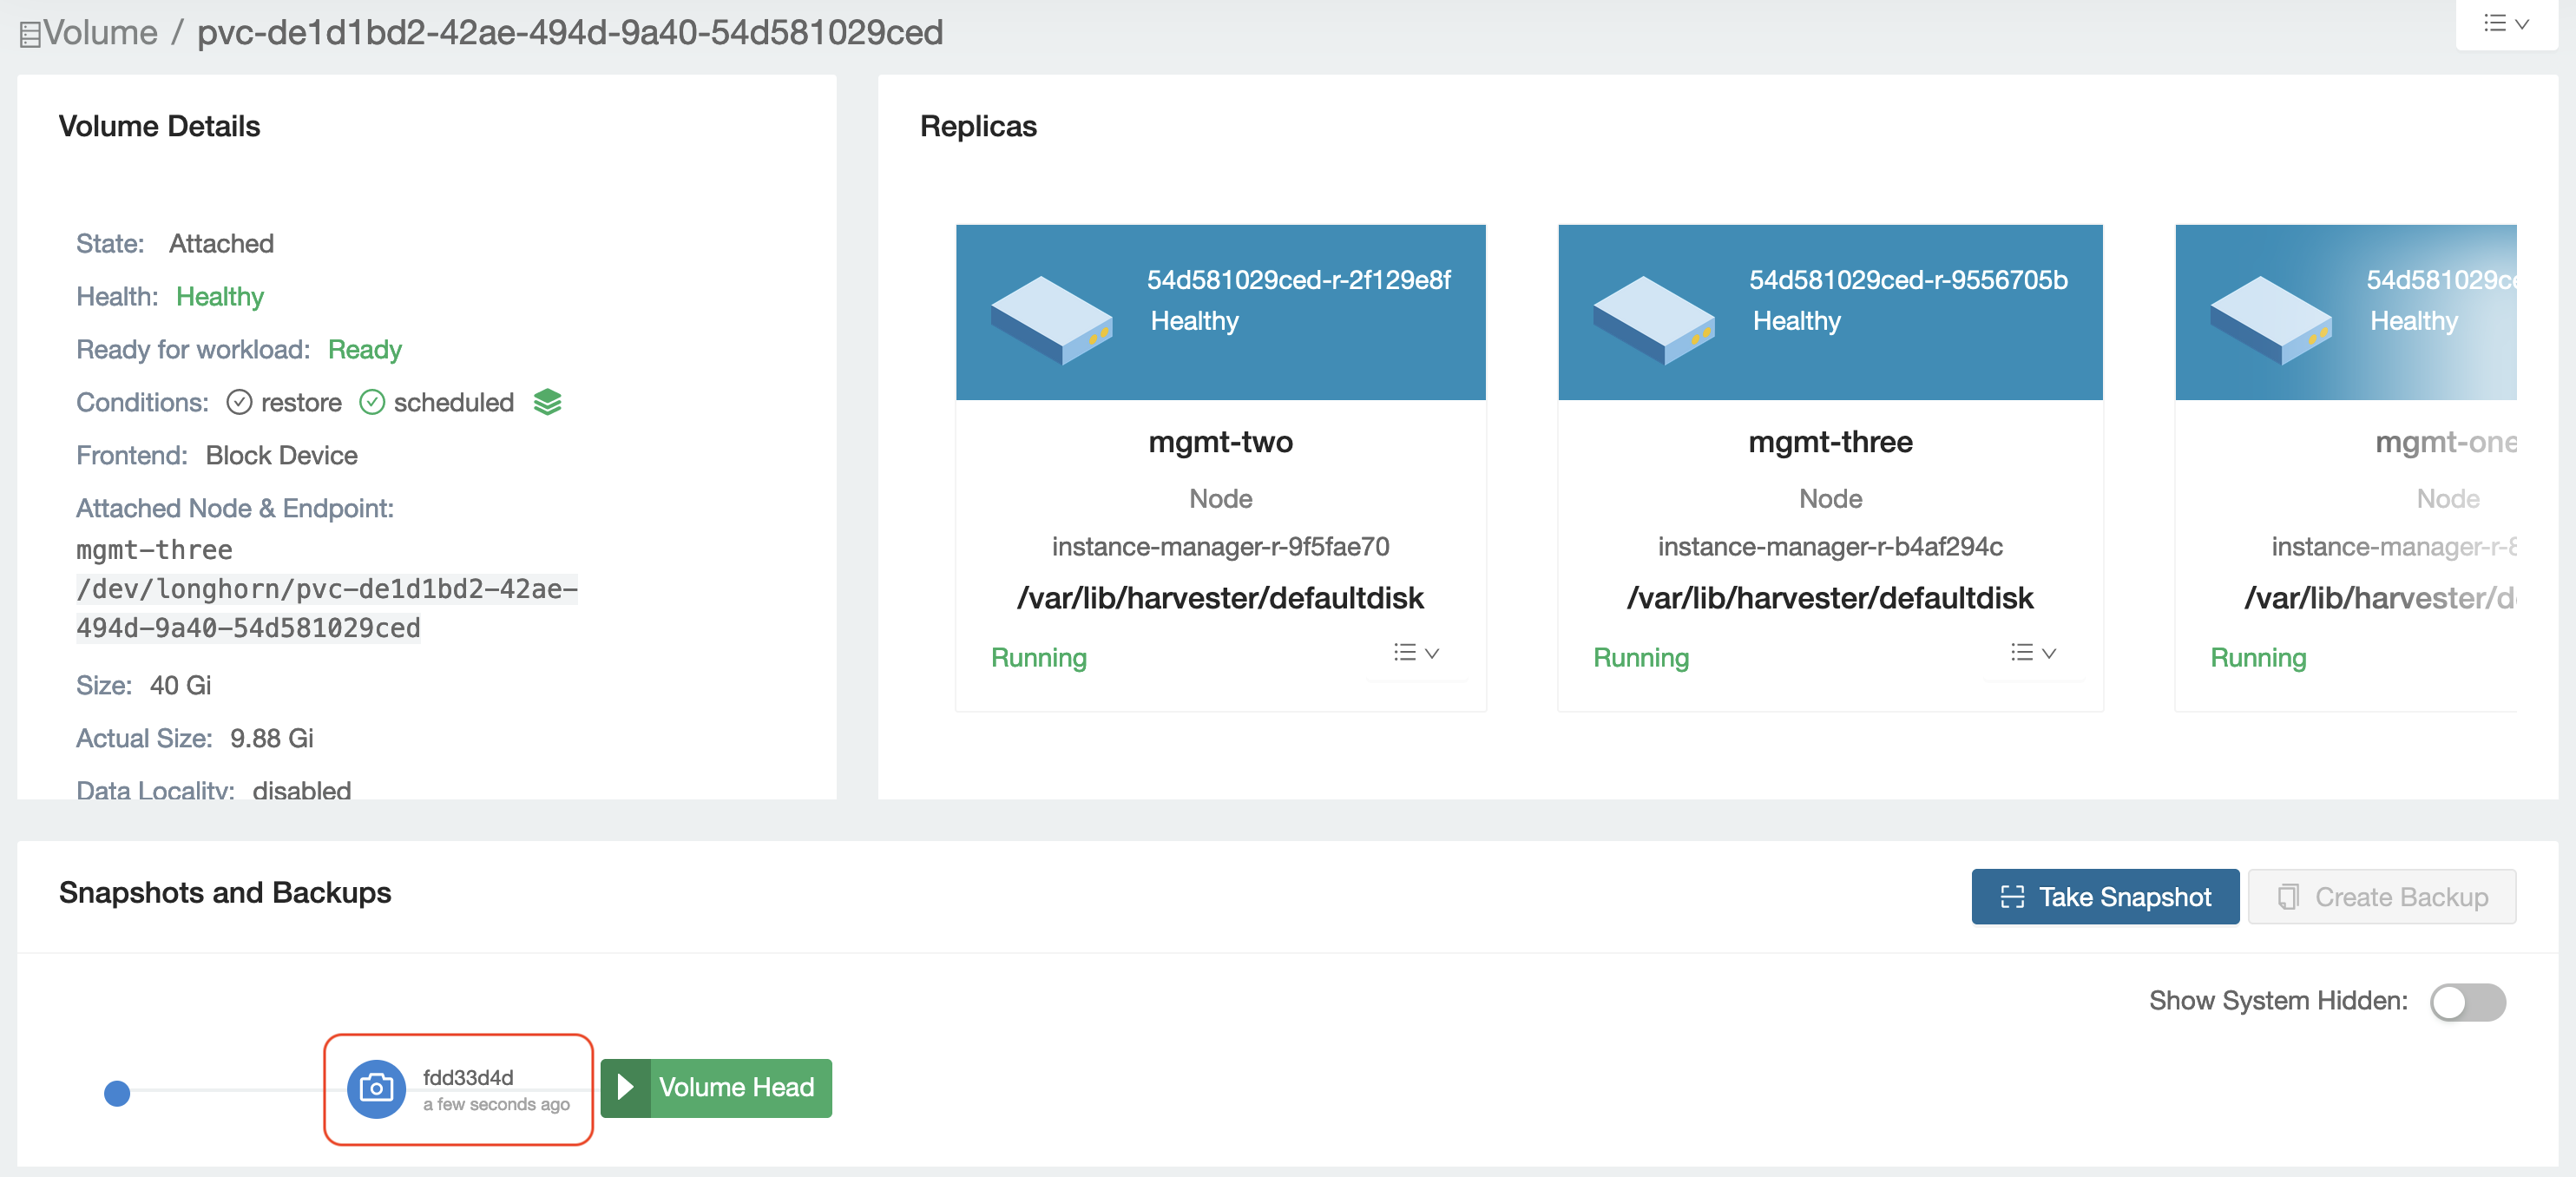 Volume / pvc-de1d1bd2-42ae-494d-9a40-54d581029ced
Volume Details
State: Attached
Health: Healthy
Ready for workload: Ready
Conditions: restore scheduled
Frontend: Block Device
Attached Node & Endpoint:
mgmt-three
/dev/longhorn/pvc-de1d1bd2-42ae-
494d-9a40-54d581029ced
Size: 40 Gi
Actual Size: 9.88 Gi
Data Locality: disabled
Replicas
54d581029ced-r-2f129e8f
Healthy
mgmt-two
Node
instance-manager-r-9f5fae70
/var/lib/harvester/defaultdisk
Running
54d581029ced-r-9556705b
Healthy
mgmt-three
Node
instance-manager-r-b4af294c
/var/lib/harvester/defaultdisk
Running
54d581029ce
Healthy
mgmt-one
Node
instance-manager-r-8
/var/lib/harvester/d
Running
Snapshots and Backups
Take Snapshot
Create Backup
Show System Hidden:
fdd33d4d
a few seconds ago
Volume Head